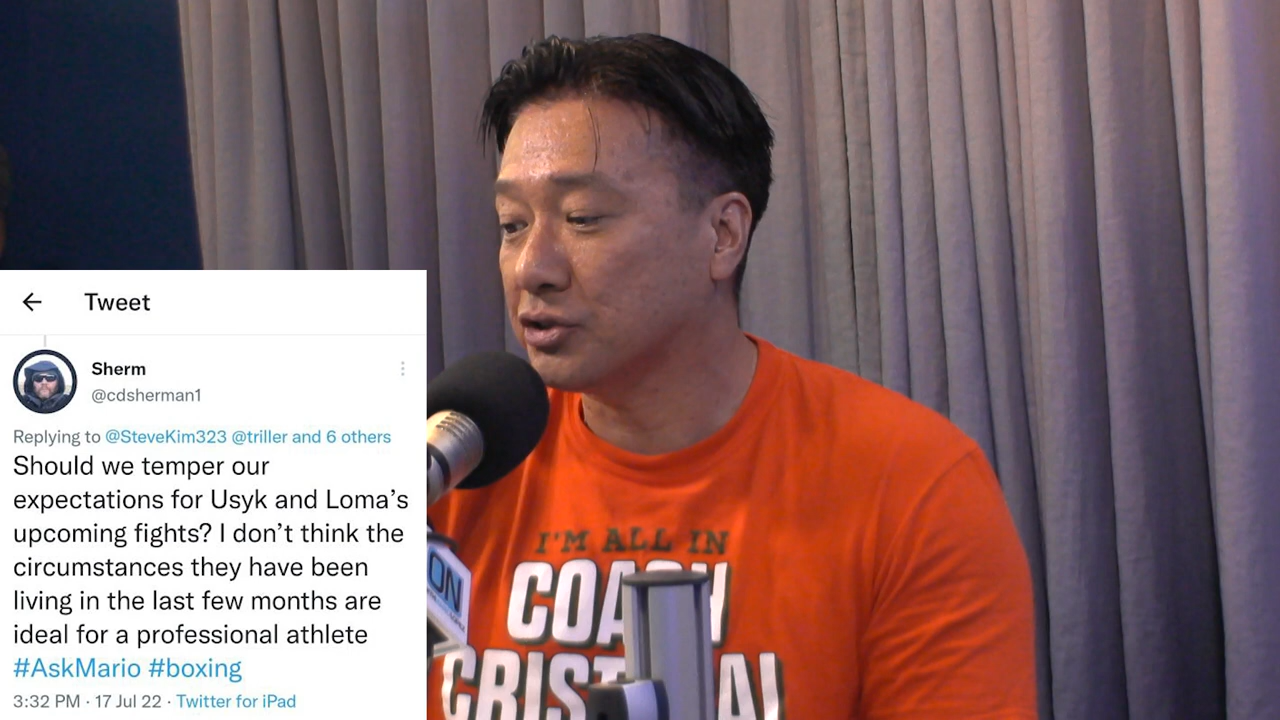 Tweet
Sherm
@cdsherman1
Replying to @SteveKim323 @triller and 6 others
Should we temper our
expectations for Usyk and Loma's
upcoming fights? I don't think the
circumstances they have been
living in the last few months are
ideal for a professional athlete
#AskMario #boxing
3:32 PM · 17 Jul 22 · Twitter for iPad
I'M ALL IN
ON